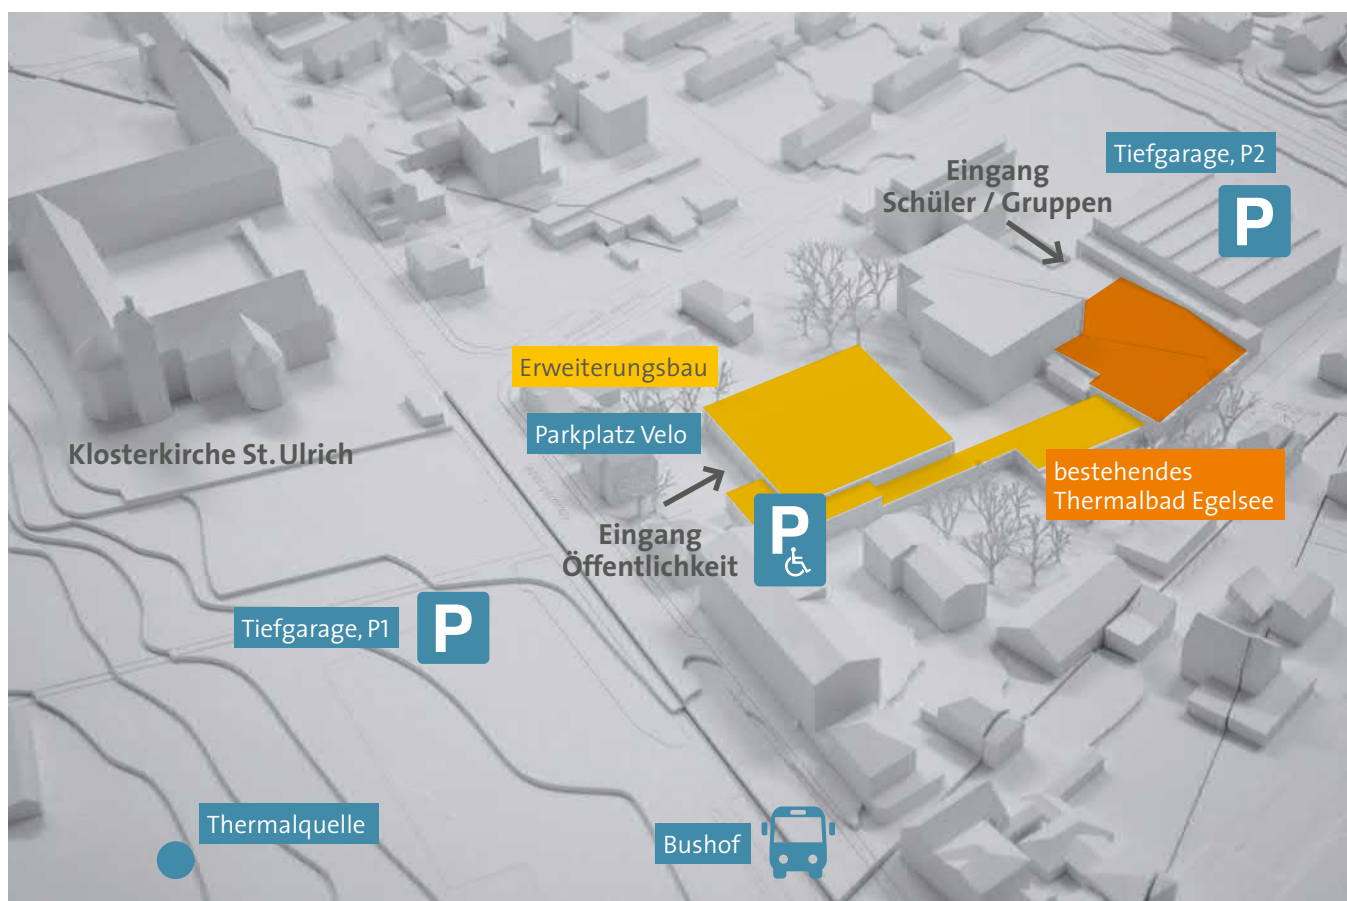 Tiefgarage, P2
P
Eingang
Schüler / Gruppen
Erweiterungsbau
Parkplatz Velo
Klosterkirche St. Ulrich
bestehendes
Thermalbad Egelsee
Eingang
Öffentlichkeit
P
Tiefgarage, P1
P
Thermalquelle
Bushof